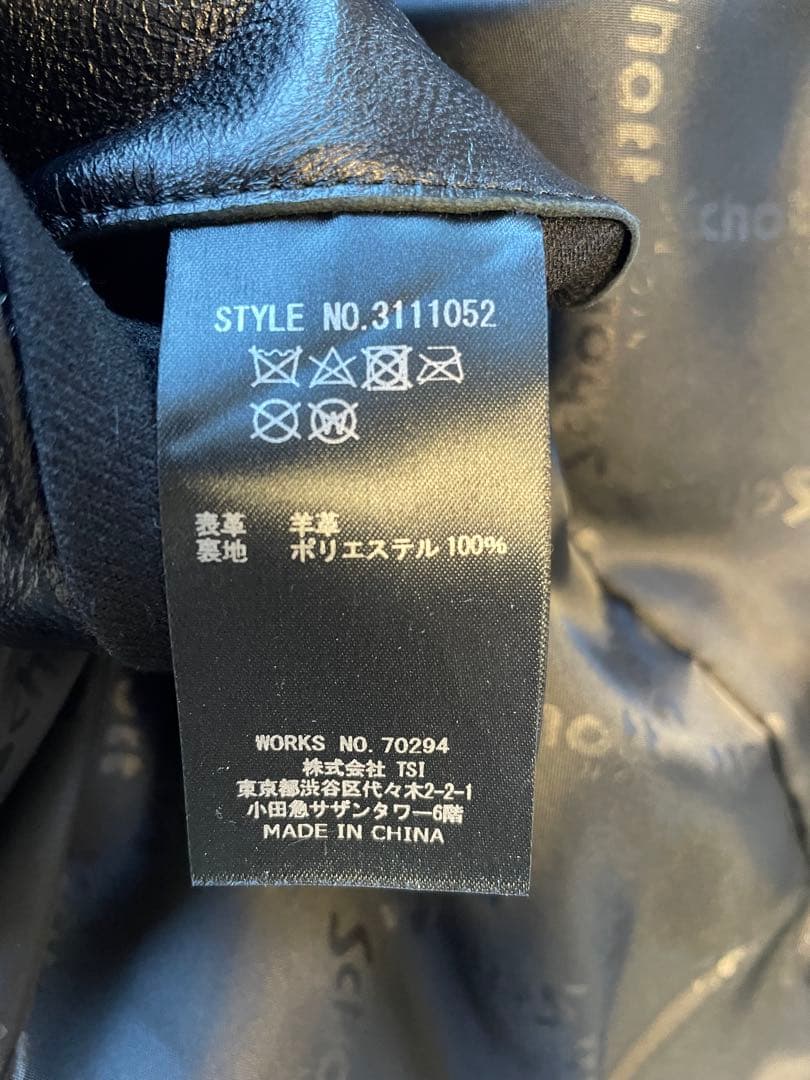 hott
Scho
STYLE NO.3111052
W
表革 羊革
裏地 ポリエステル 100%
WORKS NO. 70294
株式会社 TSI
東京都渋谷区代々木2-2-1
小田急サザンタワー6階
MADE IN CHINA